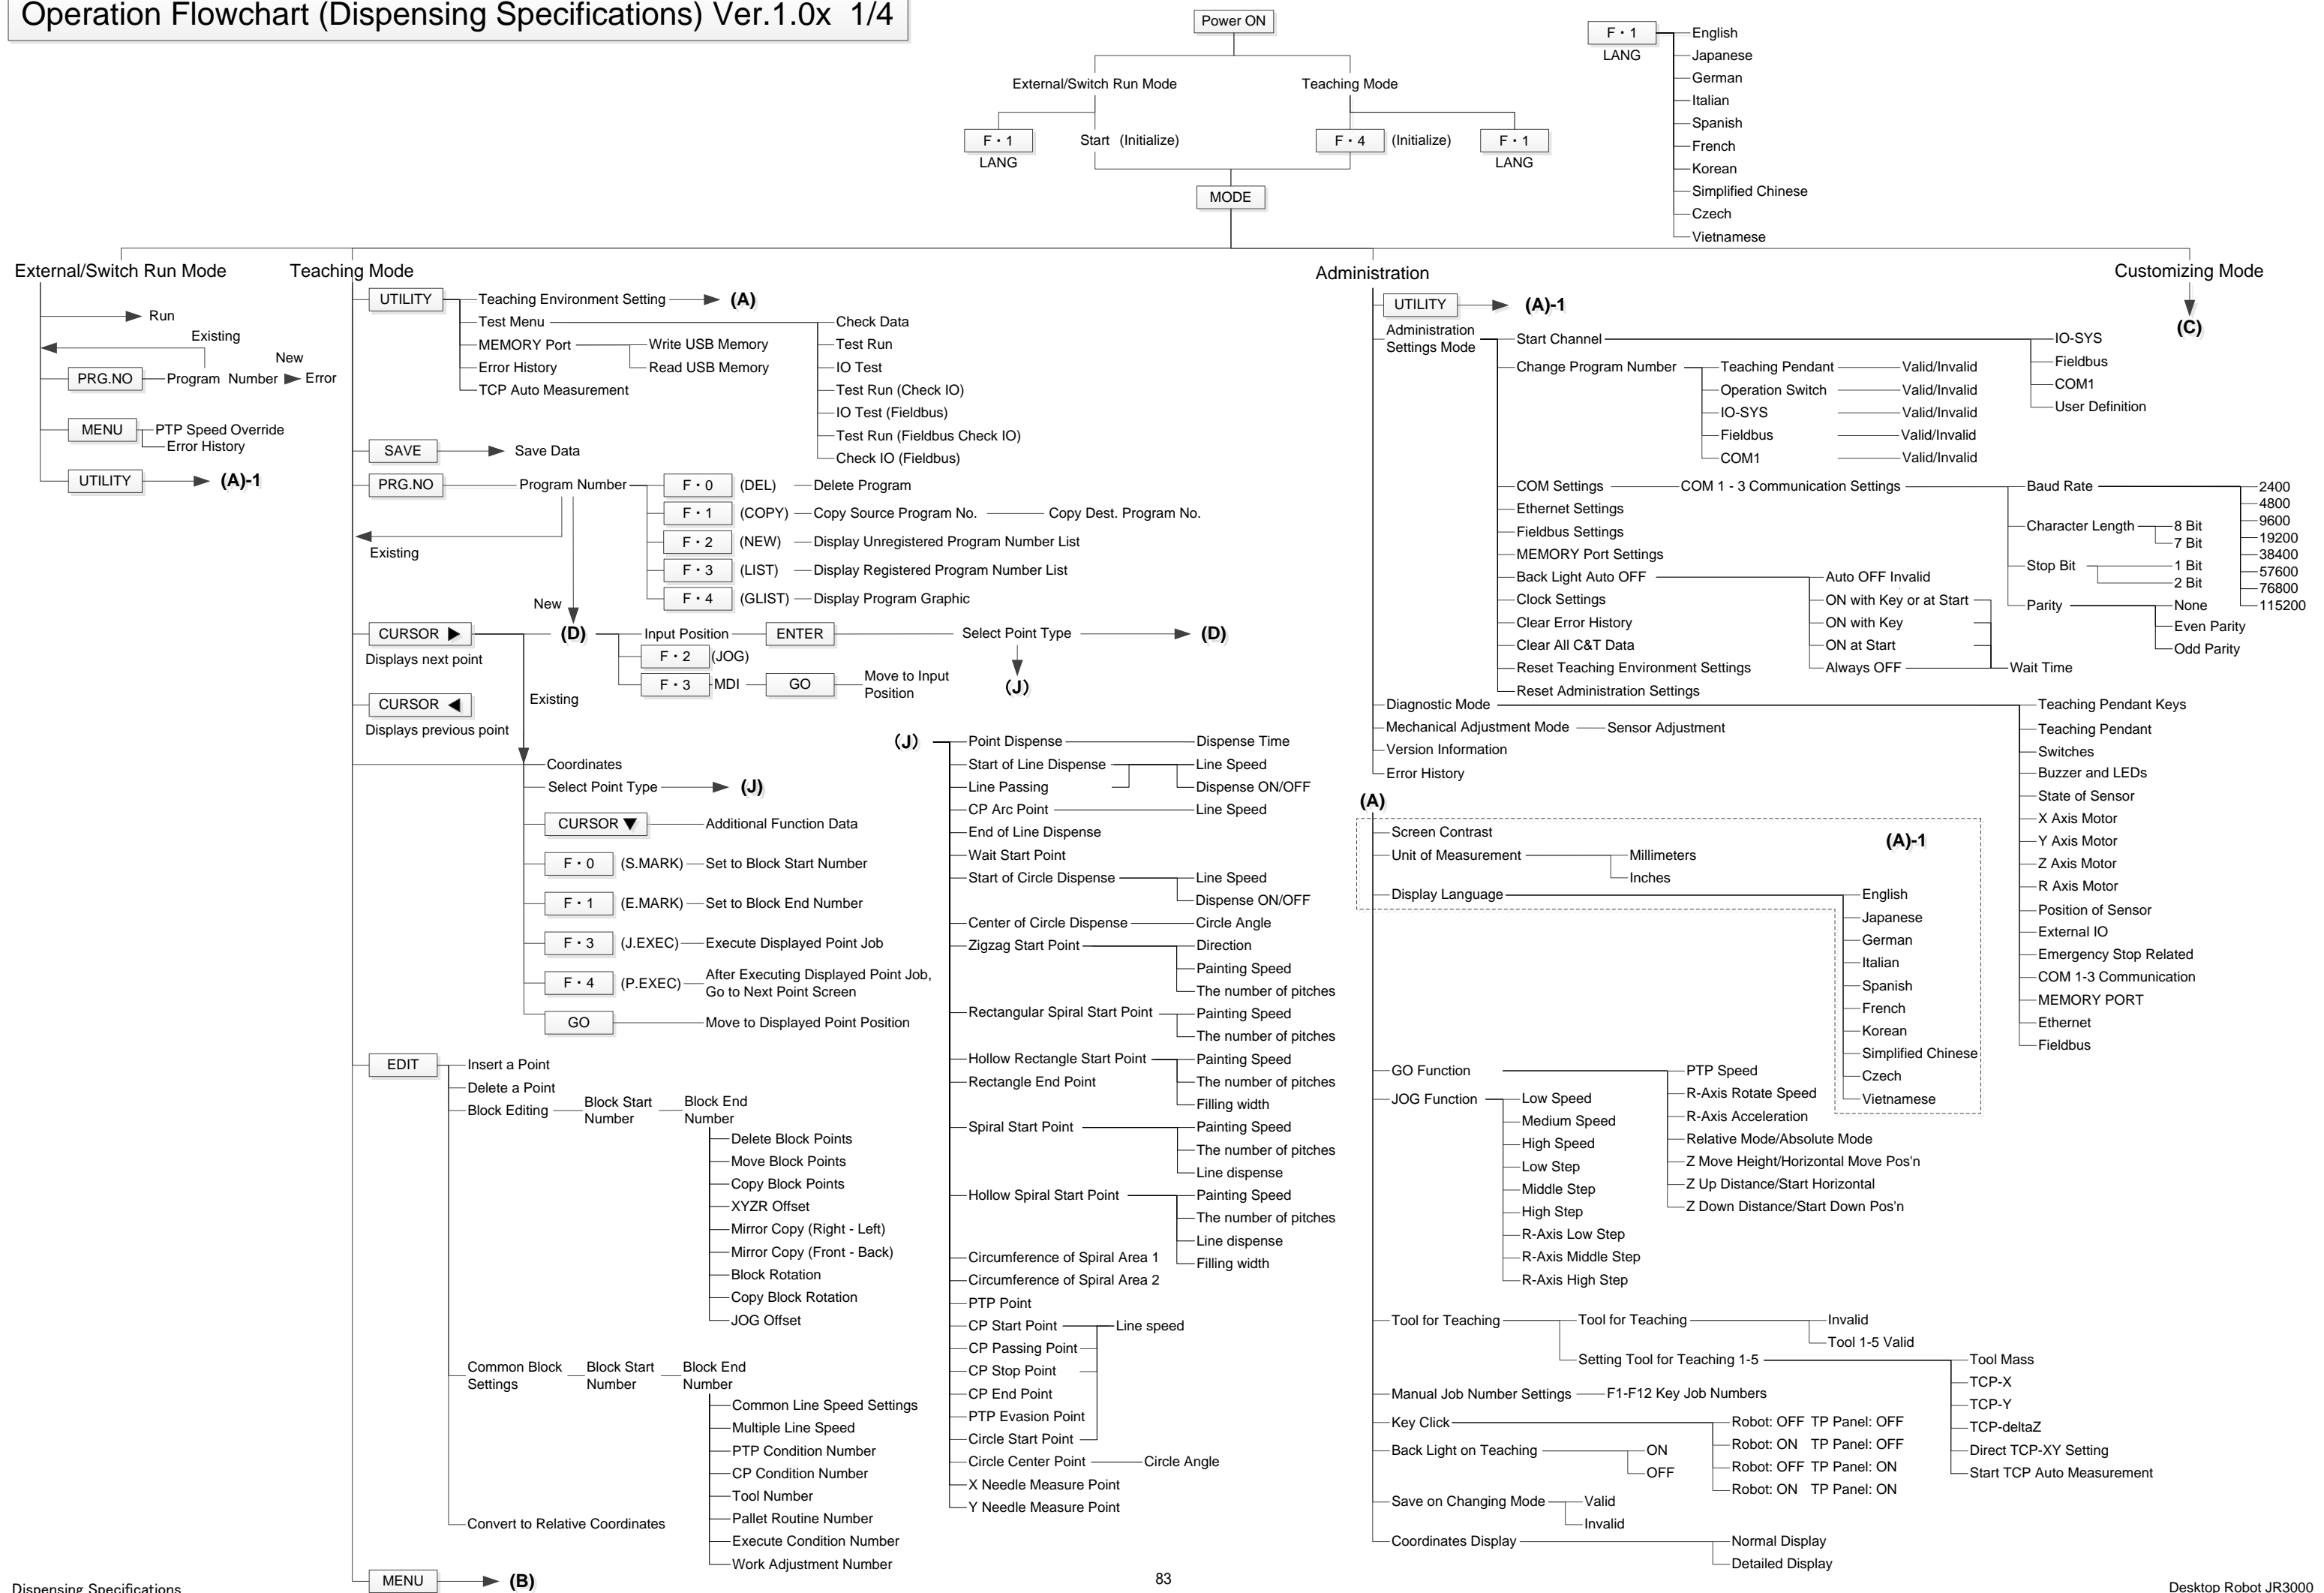 Operation Flowchart (Dispensing Specifications) Ver.1.0x 1/4
Power ON
External/Switch Run Mode
Teaching Mode
F・1
LANG
Start (Initialize)
F・4 (Initialize)
F・1
LANG
MODE
F・1
LANG
English
Japanese
German
Italian
Spanish
French
Korean
Simplified Chinese
Czech
Vietnamese
External/Switch Run Mode
Run
Existing
New
PRG.NO
Program Number
Error
MENU
PTP Speed Override
Error History
UTILITY
(A)-1
Teaching Mode
UTILITY
Teaching Environment Setting
(A)
Test Menu
MEMORY Port
Error History
TCP Auto Measurement
Write USB Memory
Read USB Memory
Check Data
Test Run
IO Test
Test Run (Check IO)
IO Test (Fieldbus)
Test Run (Fieldbus Check IO)
Check IO (Fieldbus)
SAVE
Save Data
PRG.NO
Program Number
F・0 (DEL) Delete Program
F・1 (COPY) Copy Source Program No. Copy Dest. Program No.
F・2 (NEW) Display Unregistered Program Number List
F・3 (LIST) Display Registered Program Number List
F・4 (GLIST) Display Program Graphic
Existing
New
CURSOR ▶
Displays next point
(D)
Input Position
ENTER
Select Point Type
(D)
F・2 (JOG)
F・3 MDI
GO
Move to Input
Position
(J)
CURSOR ◀
Displays previous point
Existing
Coordinates
Select Point Type
(J)
CURSOR ▼ Additional Function Data
F・0 (S.MARK) Set to Block Start Number
F・1 (E.MARK) Set to Block End Number
F・3 (J.EXEC) Execute Displayed Point Job
F・4 (P.EXEC) After Executing Displayed Point Job,
Go to Next Point Screen
GO Move to Displayed Point Position
EDIT
Insert a Point
Delete a Point
Block Editing
Block Start
Number
Block End
Number
Delete Block Points
Move Block Points
Copy Block Points
XYZR Offset
Mirror Copy (Right - Left)
Mirror Copy (Front - Back)
Block Rotation
Copy Block Rotation
JOG Offset
Common Block
Settings
Block Start
Number
Block End
Number
Common Line Speed Settings
Multiple Line Speed
PTP Condition Number
CP Condition Number
Tool Number
Pallet Routine Number
Execute Condition Number
Work Adjustment Number
Convert to Relative Coordinates
MENU
(B)
(J)
Point Dispense Dispense Time
Start of Line Dispense Line Speed
Line Passing Dispense ON/OFF
CP Arc Point Line Speed
End of Line Dispense
Wait Start Point
Start of Circle Dispense Line Speed
Dispense ON/OFF
Center of Circle Dispense Circle Angle
Zigzag Start Point Direction
Painting Speed
The number of pitches
Rectangular Spiral Start Point Painting Speed
The number of pitches
Hollow Rectangle Start Point Painting Speed
Rectangle End Point The number of pitches
Filling width
Spiral Start Point Painting Speed
The number of pitches
Line dispense
Hollow Spiral Start Point Painting Speed
The number of pitches
Line dispense
Filling width
Circumference of Spiral Area 1
Circumference of Spiral Area 2
PTP Point
CP Start Point Line speed
CP Passing Point
CP Stop Point
CP End Point
PTP Evasion Point
Circle Start Point
Circle Center Point Circle Angle
X Needle Measure Point
Y Needle Measure Point
Administration
UTILITY
(A)-1
Administration
Settings Mode
Start Channel
IO-SYS
Fieldbus
COM1
User Definition
Change Program Number
Teaching Pendant Valid/Invalid
Operation Switch Valid/Invalid
IO-SYS Valid/Invalid
Fieldbus Valid/Invalid
COM1 Valid/Invalid
COM Settings
COM 1 - 3 Communication Settings
Baud Rate
2400
4800
9600
19200
38400
57600
76800
115200
Character Length
8 Bit
7 Bit
Stop Bit
1 Bit
2 Bit
Parity
None
Even Parity
Odd Parity
Ethernet Settings
Fieldbus Settings
MEMORY Port Settings
Back Light Auto OFF
Auto OFF Invalid
ON with Key or at Start
ON with Key
ON at Start
Always OFF
Wait Time
Clock Settings
Clear Error History
Clear All C&T Data
Reset Teaching Environment Settings
Reset Administration Settings
Diagnostic Mode
Teaching Pendant Keys
Teaching Pendant
Switches
Buzzer and LEDs
State of Sensor
X Axis Motor
Y Axis Motor
Z Axis Motor
R Axis Motor
Position of Sensor
External IO
Emergency Stop Related
COM 1-3 Communication
MEMORY PORT
Ethernet
Fieldbus
Mechanical Adjustment Mode Sensor Adjustment
Version Information
Error History
Customizing Mode
(C)
(A)
(A)-1
Screen Contrast
Unit of Measurement
Millimeters
Inches
Display Language
English
Japanese
German
Italian
Spanish
French
Korean
Simplified Chinese
Czech
Vietnamese
GO Function
PTP Speed
R-Axis Rotate Speed
R-Axis Acceleration
Relative Mode/Absolute Mode
Z Move Height/Horizontal Move Pos'n
Z Up Distance/Start Horizontal
Z Down Distance/Start Down Pos'n
JOG Function
Low Speed
Medium Speed
High Speed
Low Step
Middle Step
High Step
R-Axis Low Step
R-Axis Middle Step
R-Axis High Step
Tool for Teaching
Tool for Teaching
Invalid
Tool 1-5 Valid
Setting Tool for Teaching 1-5
Tool Mass
TCP-X
TCP-Y
TCP-deltaZ
Direct TCP-XY Setting
Start TCP Auto Measurement
Manual Job Number Settings F1-F12 Key Job Numbers
Key Click
Robot: OFF TP Panel: OFF
Robot: ON TP Panel: OFF
Robot: OFF TP Panel: ON
Robot: ON TP Panel: ON
Back Light on Teaching
ON
OFF
Save on Changing Mode
Valid
Invalid
Coordinates Display
Normal Display
Detailed Display
Dispensing Specifications
83
Desktop Robot JR3000